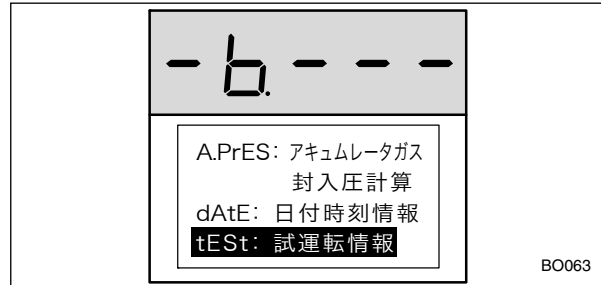 - b. - - -
A.PrES: アキュムレータガス
封入圧計算
dAtE: 日付時刻情報
tESt: 試運転情報
BO063